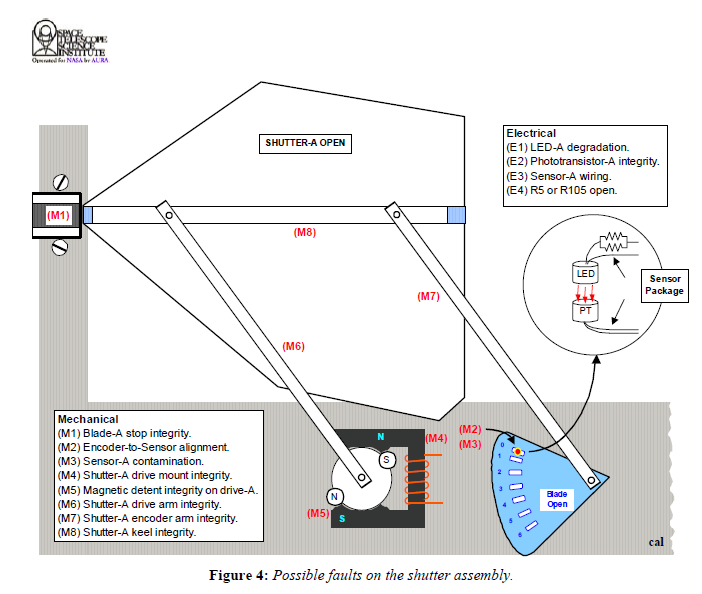 SPACE
TELESCOPE
SCIENCE
INSTITUTE
Operated for NASA by AURA
SHUTTER-A OPEN
Electrical
(E1) LED-A degradation.
(E2) Phototransistor-A integrity.
(E3) Sensor-A wiring.
(E4) R5 or R105 open.
(M1)
(M8)
LED
PT
Sensor
Package
(M7)
(M6)
Mechanical
(M1) Blade-A stop integrity.
(M2) Encoder-to-Sensor alignment.
(M3) Sensor-A contamination.
(M4) Shutter-A drive mount integrity.
(M5) Magnetic detent integrity on drive-A.
(M6) Shutter-A drive arm integrity.
(M7) Shutter-A encoder arm integrity.
(M8) Shutter-A keel integrity.
N
S
N
S
(M4)
(M5)
(M2)
(M3)
0
1
2
3
4
5
6
Blade
Open
cal
Figure 4: Possible faults on the shutter assembly.